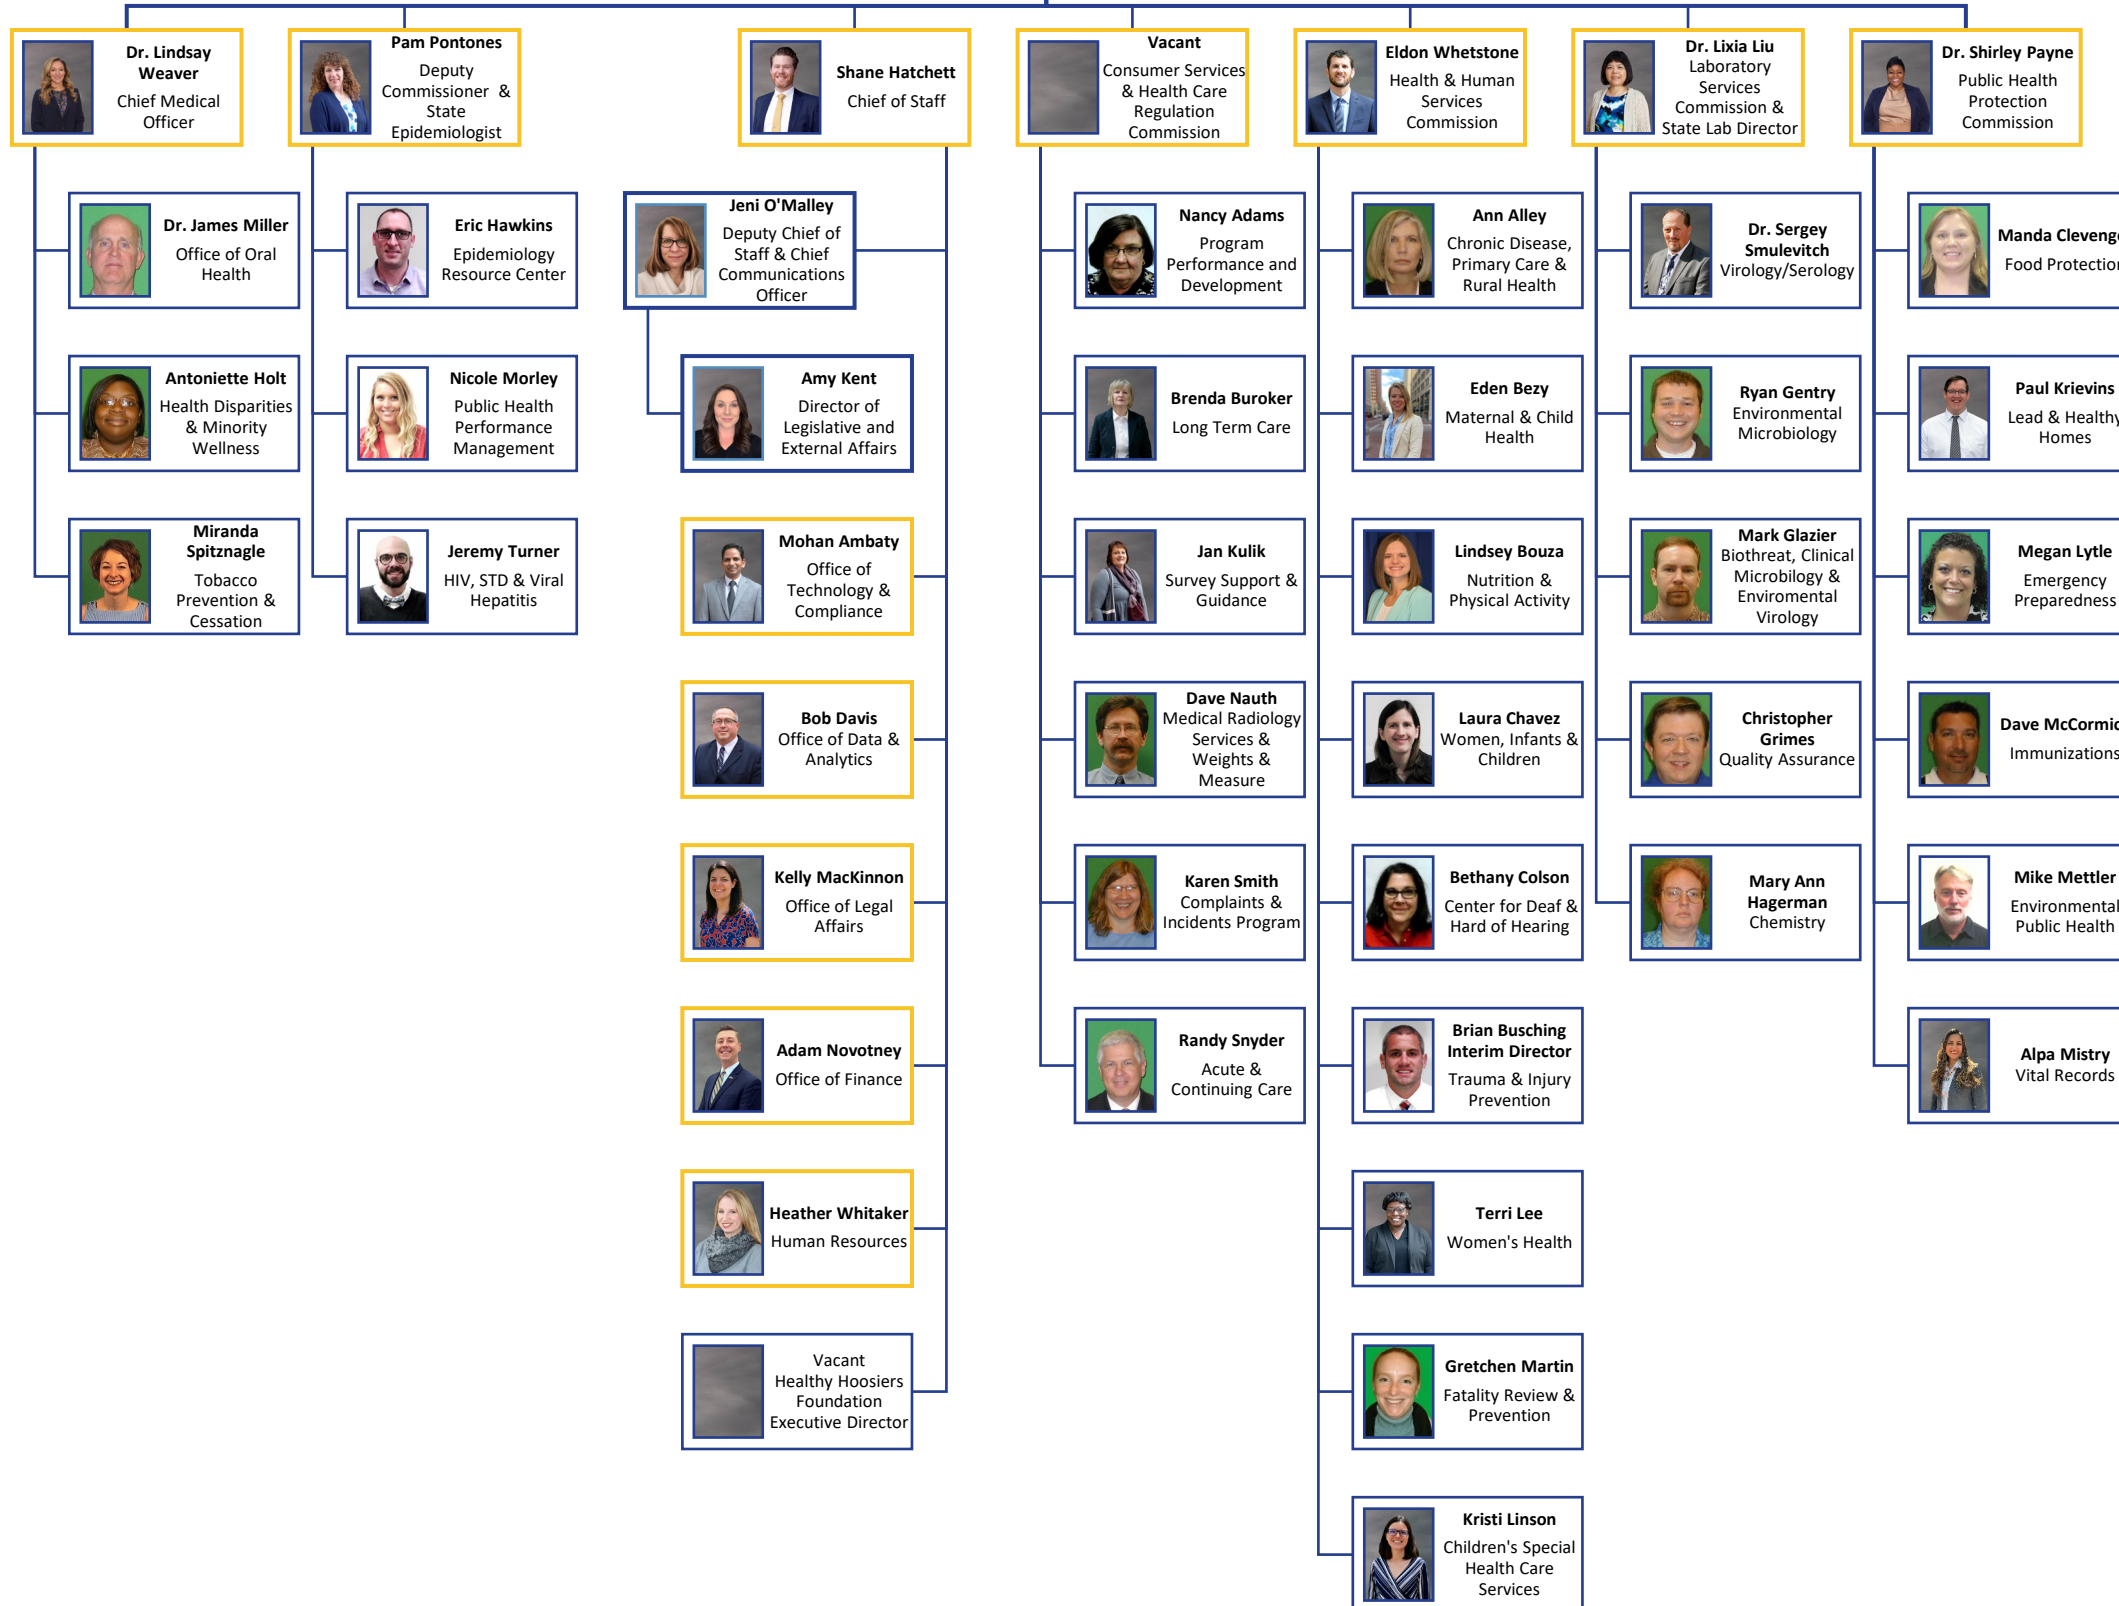 Dr. Lindsay
Weaver
Chief Medical
Officer
Pam Pontones
Deputy
Commissioner &
State
Epidemiologist
Shane Hatchett
Chief of Staff
Vacant
Consumer Services
& Health Care
Regulation
Commission
Eldon Whetstone
Health & Human
Services
Commission
Dr. Lixia Liu
Laboratory
Services
Commission &
State Lab Director
Dr. Shirley Payne
Public Health
Protection
Commission
Dr. James Miller
Office of Oral
Health
Antoniette Holt
Health Disparities
& Minority
Wellness
Miranda
Spitznagle
Tobacco
Prevention &
Cessation
Eric Hawkins
Epidemiology
Resource Center
Nicole Morley
Public Health
Performance
Management
Jeremy Turner
HIV, STD & Viral
Hepatitis
Jeni O'Malley
Deputy Chief of
Staff & Chief
Communications
Officer
Amy Kent
Director of
Legislative and
External Affairs
Mohan Ambaty
Office of
Technology &
Compliance
Bob Davis
Office of Data &
Analytics
Kelly MacKinnon
Office of Legal
Affairs
Adam Novotney
Office of Finance
Heather Whitaker
Human Resources
Vacant
Healthy Hoosiers
Foundation
Executive Director
Nancy Adams
Program
Performance and
Development
Brenda Buroker
Long Term Care
Jan Kulik
Survey Support &
Guidance
Dave Nauth
Medical Radiology
Services &
Weights &
Measure
Karen Smith
Complaints &
Incidents Program
Randy Snyder
Acute &
Continuing Care
Ann Alley
Chronic Disease,
Primary Care &
Rural Health
Eden Bezy
Maternal & Child
Health
Lindsey Bouza
Nutrition &
Physical Activity
Laura Chavez
Women, Infants &
Children
Bethany Colson
Center for Deaf &
Hard of Hearing
Brian Busching
Interim Director
Trauma & Injury
Prevention
Terri Lee
Women's Health
Gretchen Martin
Fatality Review &
Prevention
Kristi Linson
Children's Special
Health Care
Services
Dr. Sergey
Smulevitch
Virology/Serology
Ryan Gentry
Environmental
Microbiology
Mark Glazier
Biothreat, Clinical
Microbilogy &
Enviromental
Virology
Christopher
Grimes
Quality Assurance
Mary Ann
Hagerman
Chemistry
Manda
Food Protection
Paul Krievins
Lead & Healthy
Homes
Megan Lytle
Emergency
Preparedness
Dave
Immunizations
Mike Mettler
Environmental
Public Health
Alpa Mistry
Vital Records